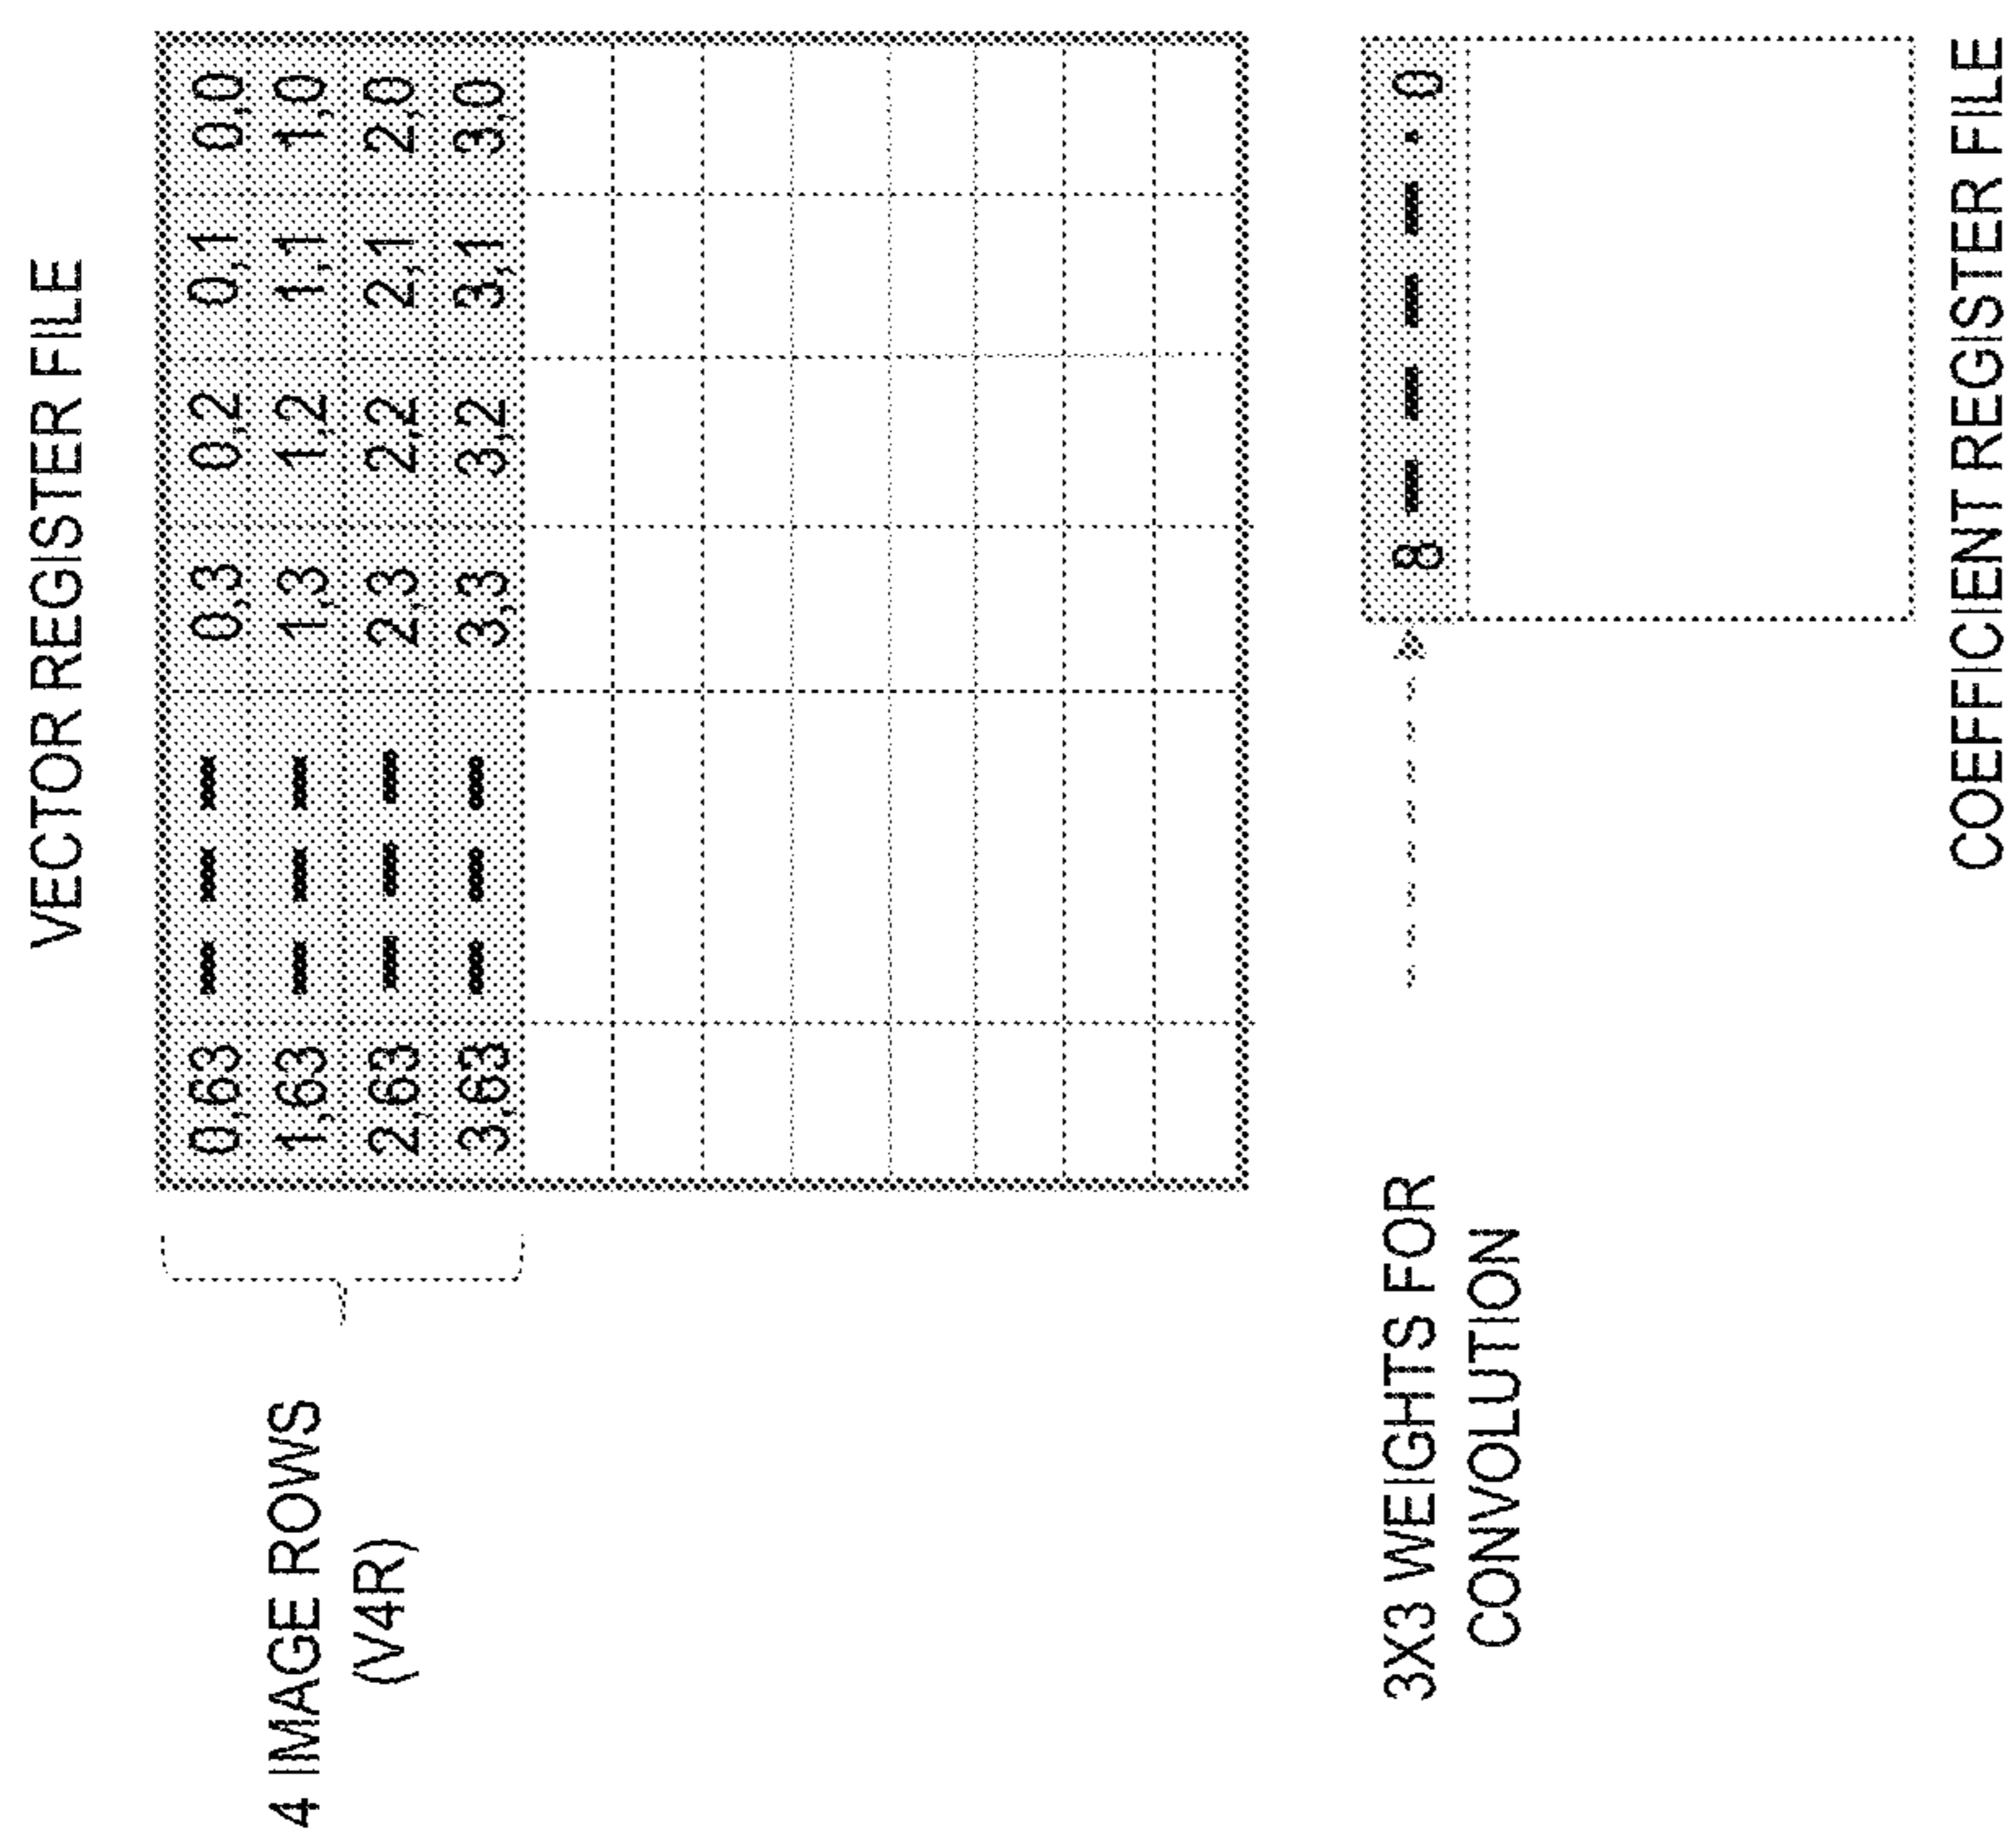 VECTOR REGISTER FILE
4 IMAGE ROWS
(V4R)
0,63 — — — 0,3 0,2 0,1 0,0
1,63 — — — 1,3 1,2 1,1 1,0
2,63 — — — 2,3 2,2 2,1 2,0
3,63 — — — 3,3 3,2 3,1 3,0
3X3 WEIGHTS FOR
CONVOLUTION
8 — — — — · 0
COEFFICIENT REGISTER FILE